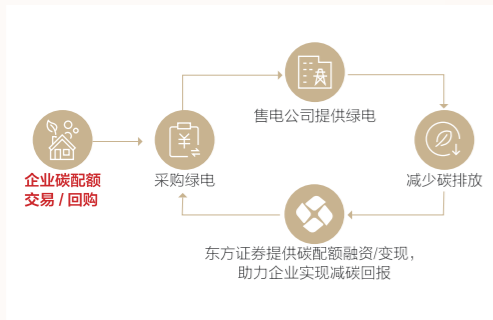 售电公司提供绿电
企业碳配额
交易 / 回购
采购绿电
减少碳排放
东方证券提供碳配额融资/变现，
助力企业实现减碳回报